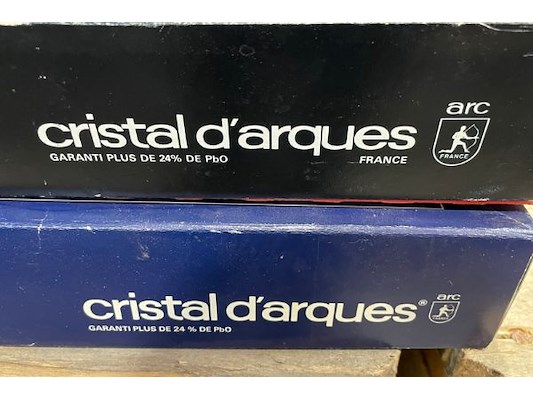 arc
cristal d'arques
GARANTI PLUS DE 24% DE PbO FRANCE
FRANCE
arc
cristal d'arques®
GARANTI PLUS DE 24 % DE PbO
FRANCE